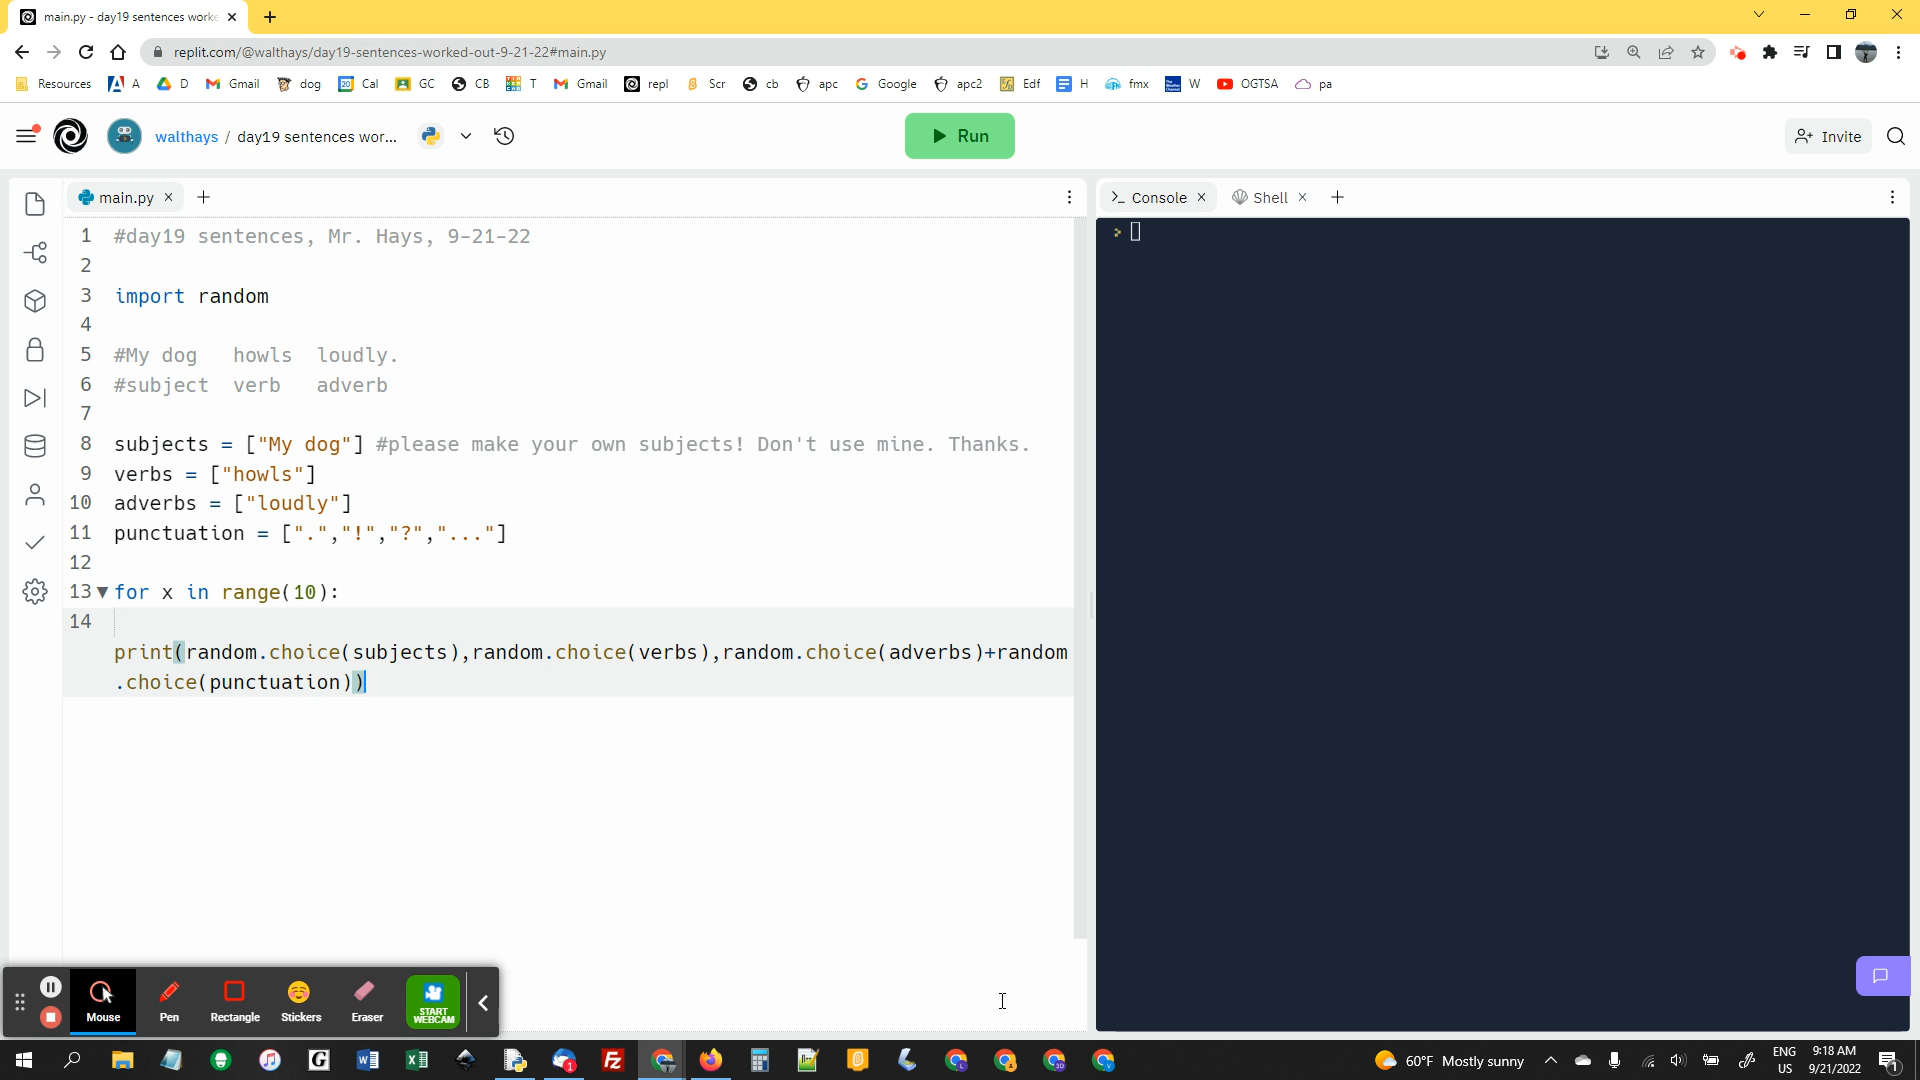 main.py - day19 sentences worke
replit.com/@walthays/day19-sentences-worked-out-9-21-22#main.py
Resources A D Gmail dog Cal GC CB T Gmail repl Scr cb apc Google apc2 Edf H fmx W OGTSA pa
walthays / day19 sentences wor... Run Invite
main.py Console Shell
1 #day19 sentences, Mr. Hays, 9-21-22
2
3 import random
4
5 #My dog howls loudly.
6 #subject verb adverb
7
8 subjects = ["My dog"] #please make your own subjects! Don't use mine. Thanks.
9 verbs = ["howls"]
10 adverbs = ["loudly"]
11 punctuation = [".","!","?","..."]
12
13 for x in range(10):
14
print(random.choice(subjects),random.choice(verbs),random.choice(adverbs)+random
.choice(punctuation))
Mouse Pen Rectangle Stickers Eraser START
WEBCAM
60°F Mostly sunny ENG 9:18 AM
US 9/21/2022 1